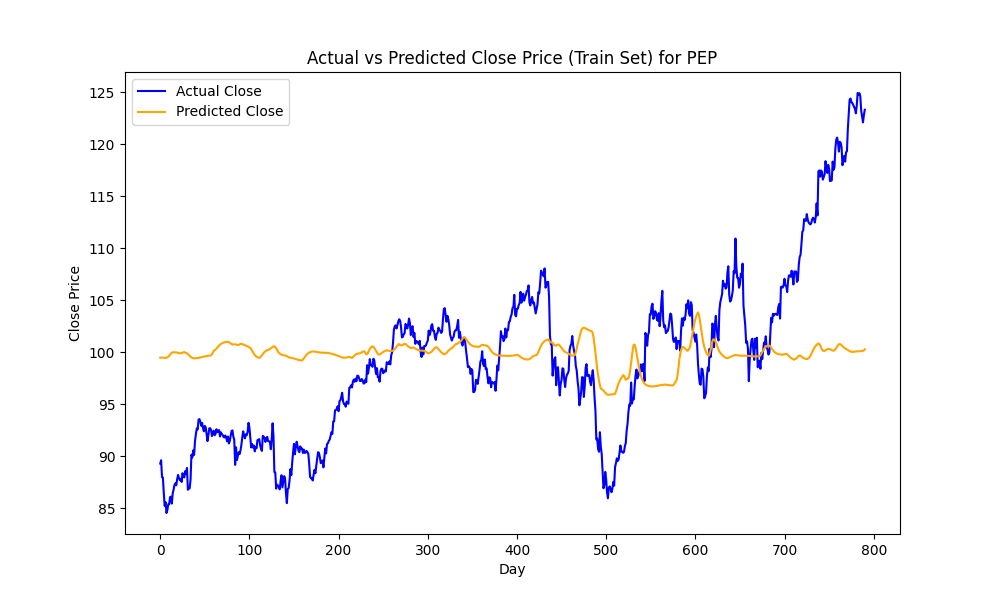 Actual vs Predicted Close Price (Train Set) for PEP
Actual Close
Predicted Close
Close Price
125
120
115
110
105
100
95
90
85
0 100 200 300 400 500 600 700 800
Day